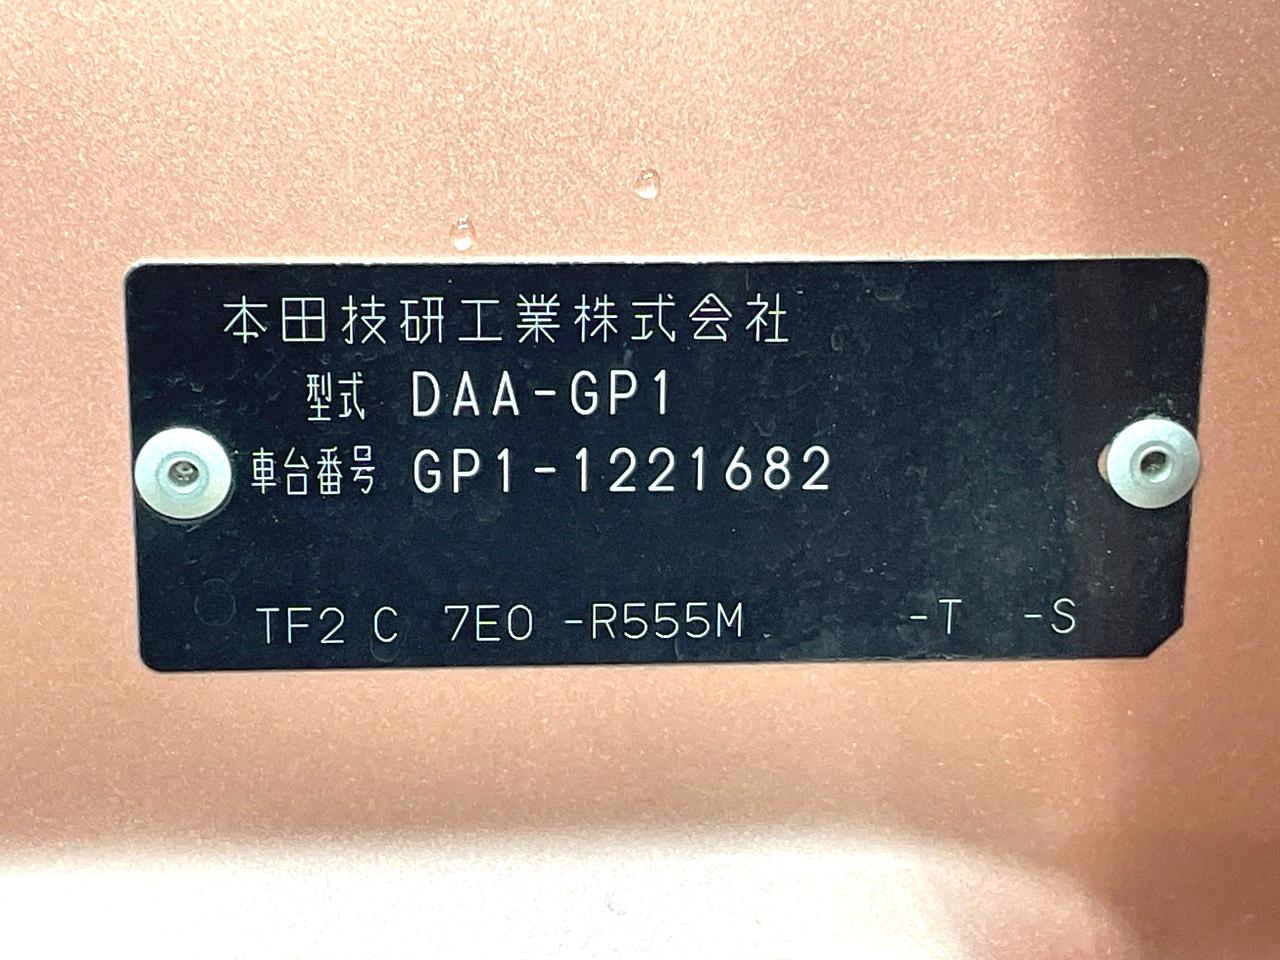 本田技研工業株式会社
型式 DAA-GP1
車台番号 GP1-1221682
TF2 C 7E0 -R555M -T -S